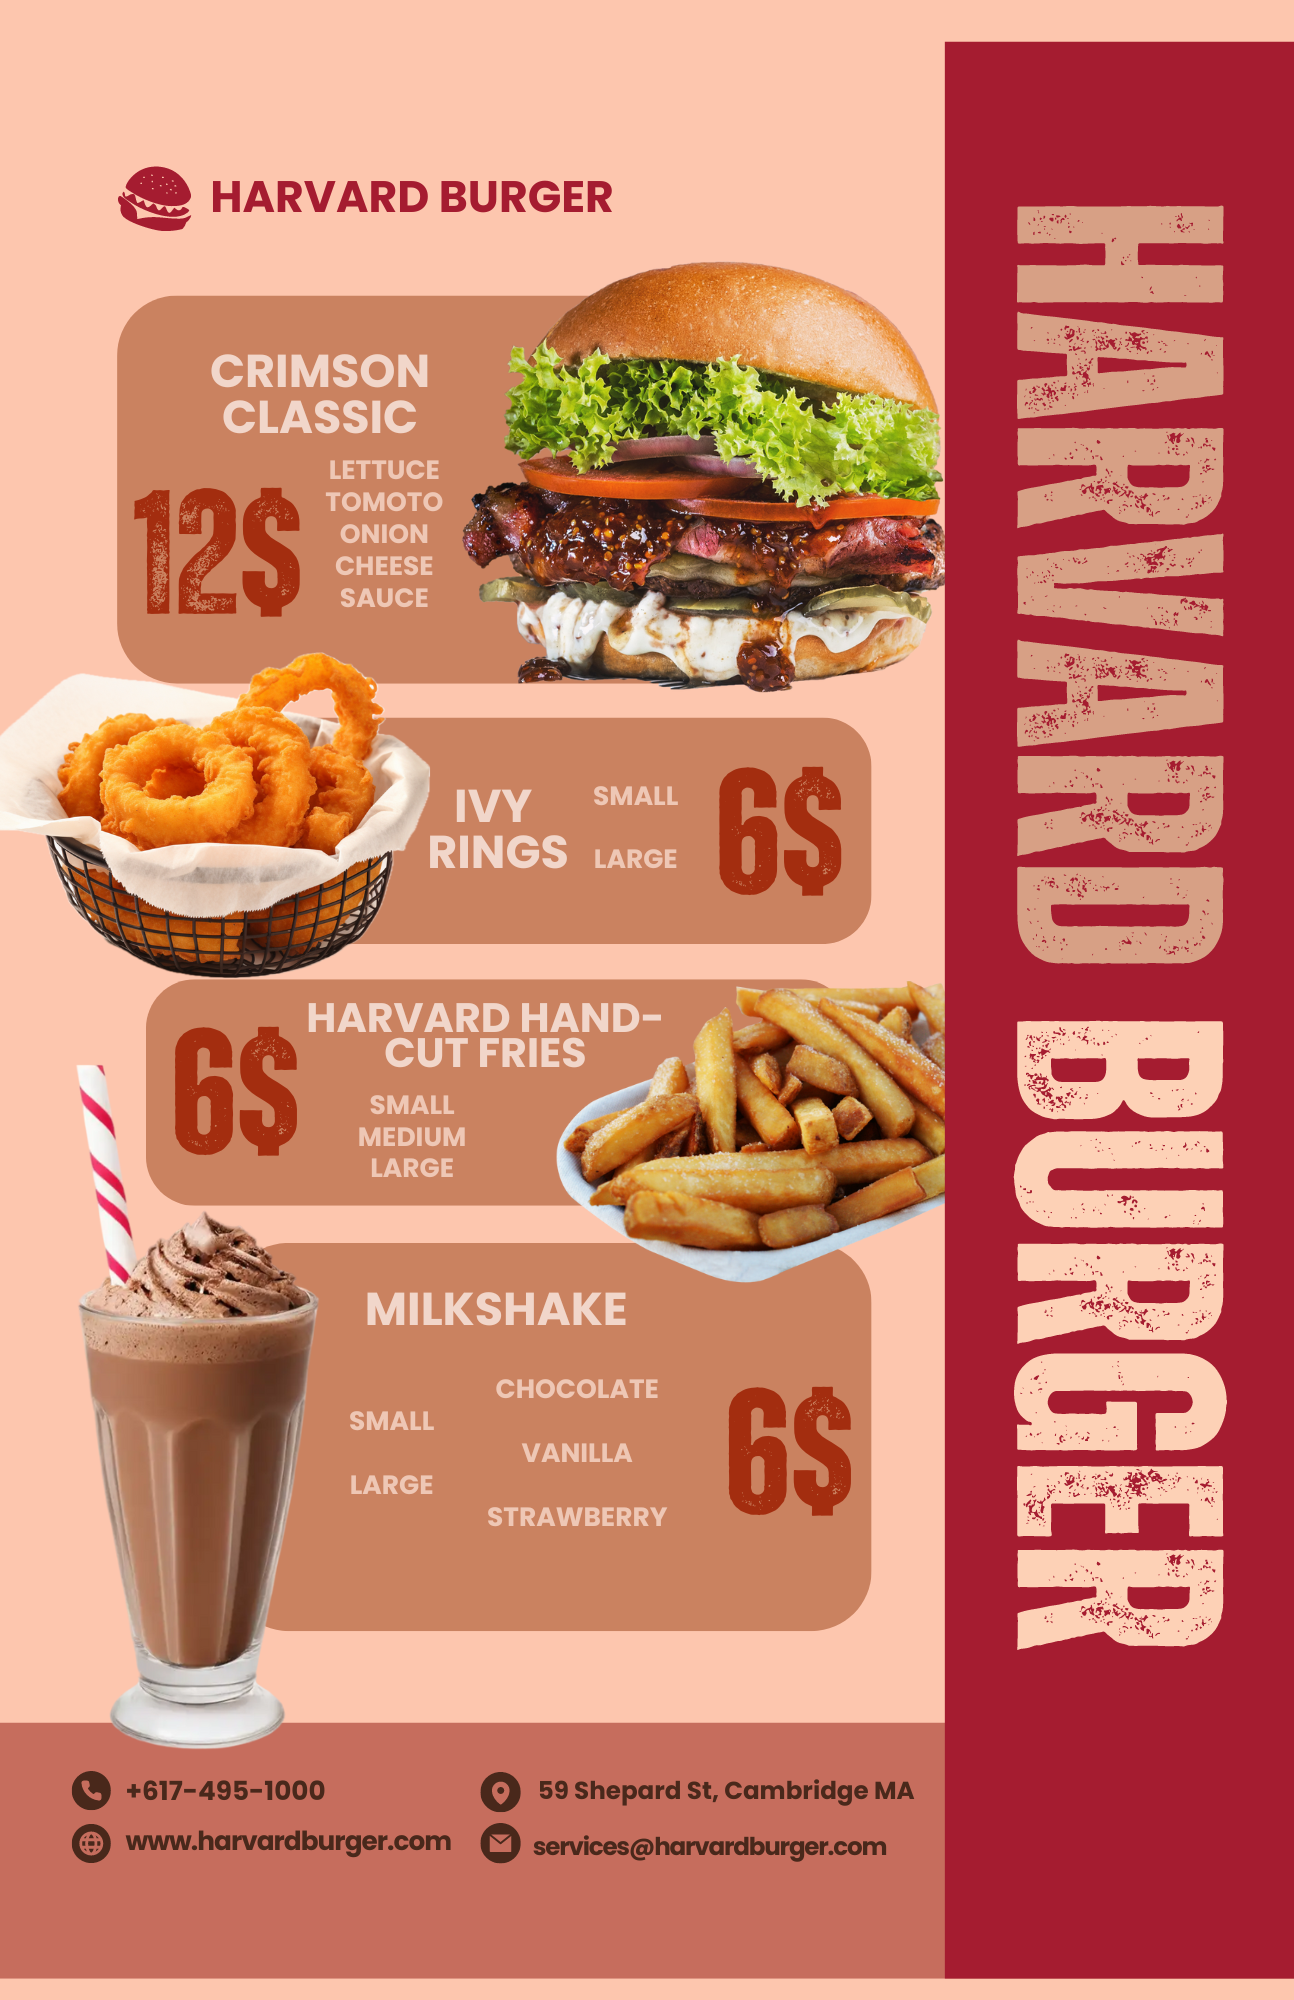 HARVARD BURGER
CRIMSON
CLASSIC
12$
LETTUCE
TOMOTO
ONION
CHEESE
SAUCE
IVY
RINGS
SMALL
LARGE
6$
HARVARD HAND-
CUT FRIES
6$
SMALL
MEDIUM
LARGE
MILKSHAKE
SMALL
LARGE
CHOCOLATE
VANILLA
STRAWBERRY
6$
+617-495-1000
www.harvardburger.com
59 Shepard St, Cambridge MA
services@harvardburger.com
HARVARD BURGER